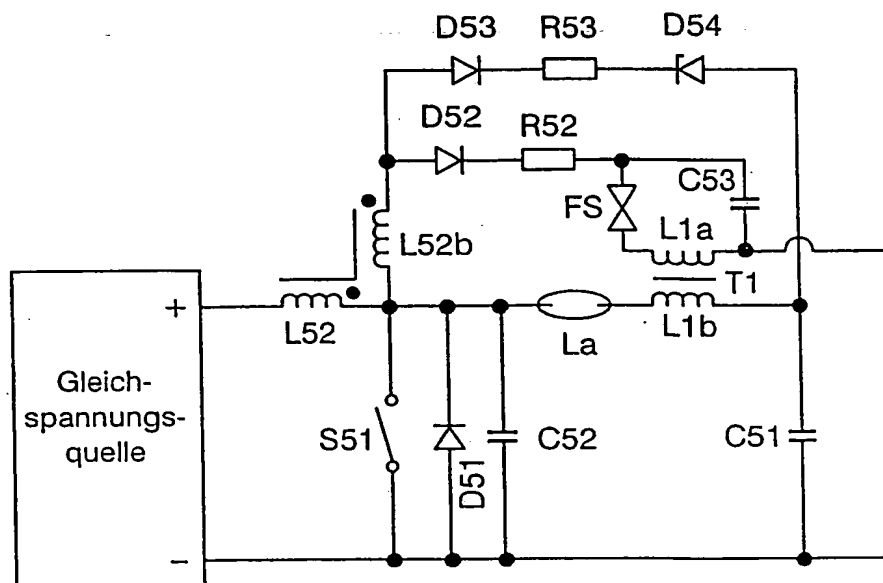 D53 R53 D54
D52 R52
C53
FS
L1a
L52b
T1
+
L52
La
L1b
Gleich-
spannungs-
quelle
S51
D51
C52
C51
−